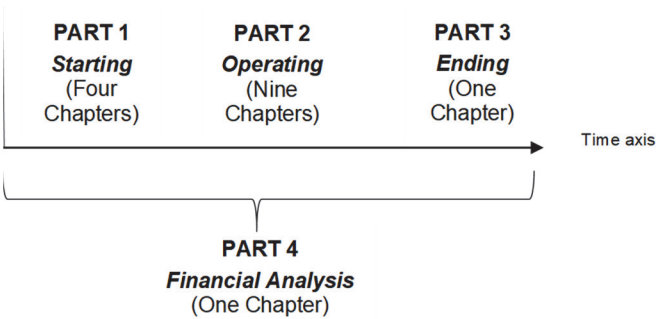 PART 1
Starting
(Four
Chapters)
PART 2
Operating
(Nine
Chapters)
PART 3
Ending
(One
Chapter)
Time axis
PART 4
Financial Analysis
(One Chapter)